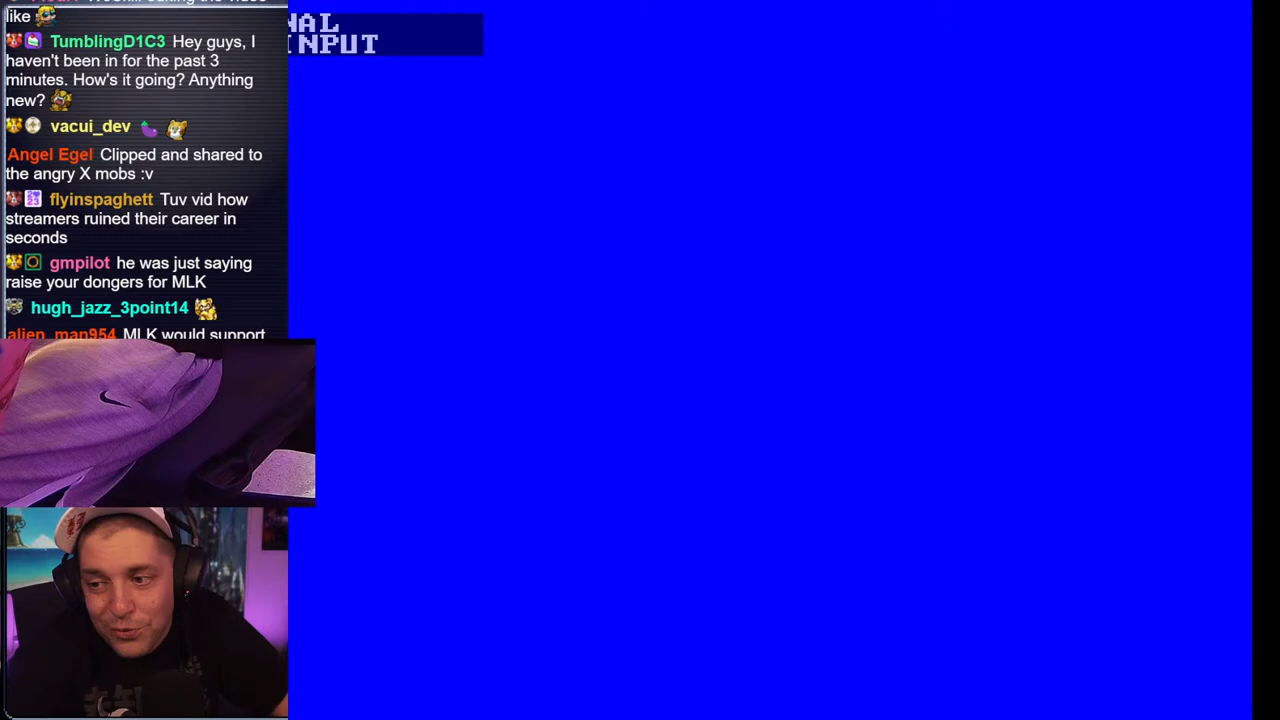 like
TumblingD1C3 Hey guys, I
haven't been in for the past 3
minutes. How's it going? Anything
new?
vacui_dev
Angel Egel Clipped and shared to
the angry X mobs :v
flyinspaghett Tuv vid how
streamers ruined their career in
seconds
gmpilot he was just saying
raise your dongers for MLK
hugh_jazz_3point14
alien_man954 MLK would support
NAL
INPUT